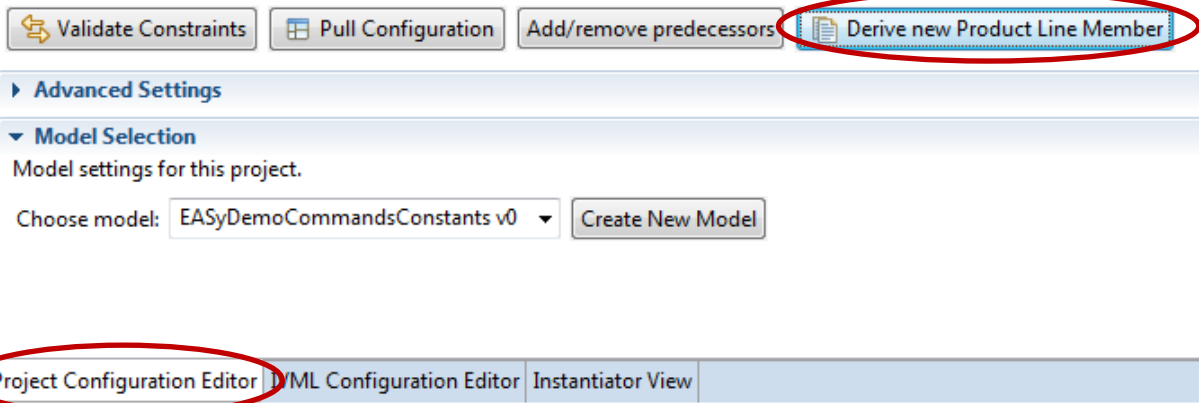 Validate Constraints Pull Configuration Add/remove predecessors Derive new Product Line Member
Advanced Settings
Model Selection
Model settings for this project.
Choose model: EASyDemoCommandsConstants v0 Create New Model
Project Configuration Editor IVML Configuration Editor Instantiator View